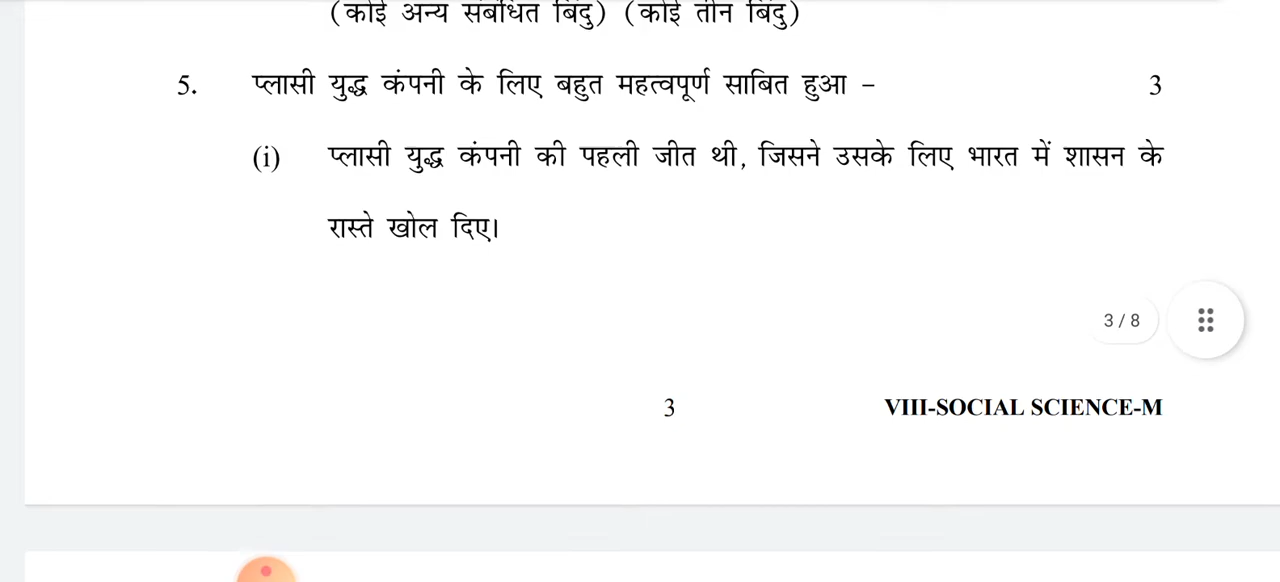 (कोई अन्य संबंधित बिंदु) (कोई तीन बिंदु)
5. प्लासी युद्ध कंपनी के लिए बहुत महत्वपूर्ण साबित हुआ – 3
(i) प्लासी युद्ध कंपनी की पहली जीत थी, जिसने उसके लिए भारत में शासन के
रास्ते खोल दिए।
3 / 8
3 VIII-SOCIAL SCIENCE-M